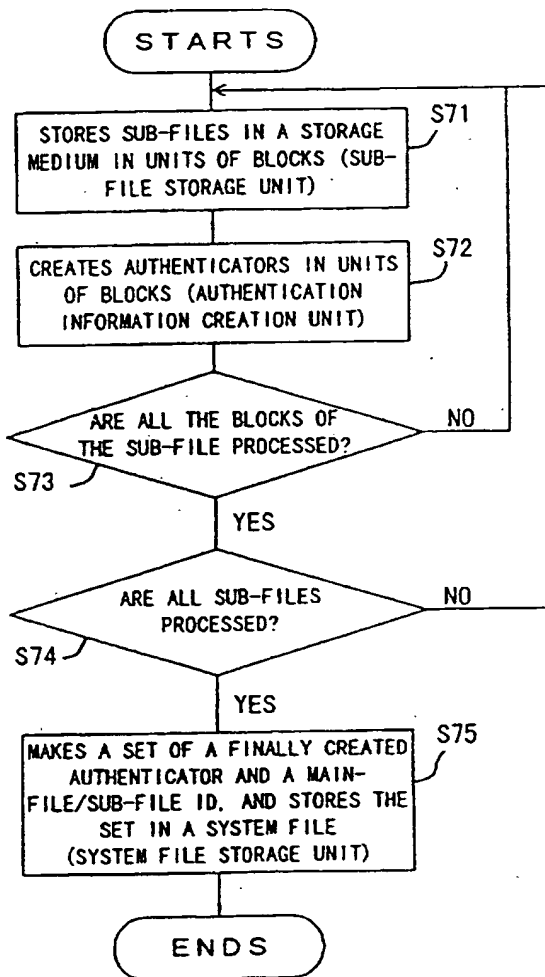 STARTS
S71
STORES SUB-FILES IN A STORAGE
MEDIUM IN UNITS OF BLOCKS (SUB-
FILE STORAGE UNIT)
S72
CREATES AUTHENTICATORS IN UNITS
OF BLOCKS (AUTHENTICATION
INFORMATION CREATION UNIT)
ARE ALL THE BLOCKS OF
THE SUB-FILE PROCESSED?
NO
S73
YES
ARE ALL SUB-FILES
PROCESSED?
NO
S74
YES
S75
MAKES A SET OF A FINALLY CREATED
AUTHENTICATOR AND A MAIN-
FILE/SUB-FILE ID, AND STORES THE
SET IN A SYSTEM FILE
(SYSTEM FILE STORAGE UNIT)
ENDS